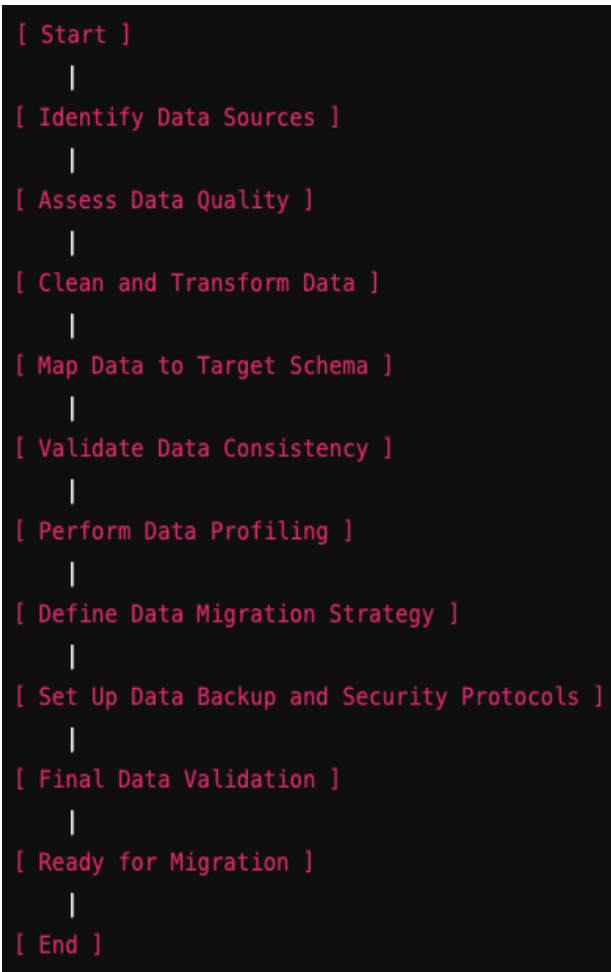 [ Start ]
|
[ Identify Data Sources ]
|
[ Assess Data Quality ]
|
[ Clean and Transform Data ]
|
[ Map Data to Target Schema ]
|
[ Validate Data Consistency ]
|
[ Perform Data Profiling ]
|
[ Define Data Migration Strategy ]
|
[ Set Up Data Backup and Security Protocols ]
|
[ Final Data Validation ]
|
[ Ready for Migration ]
|
[ End ]